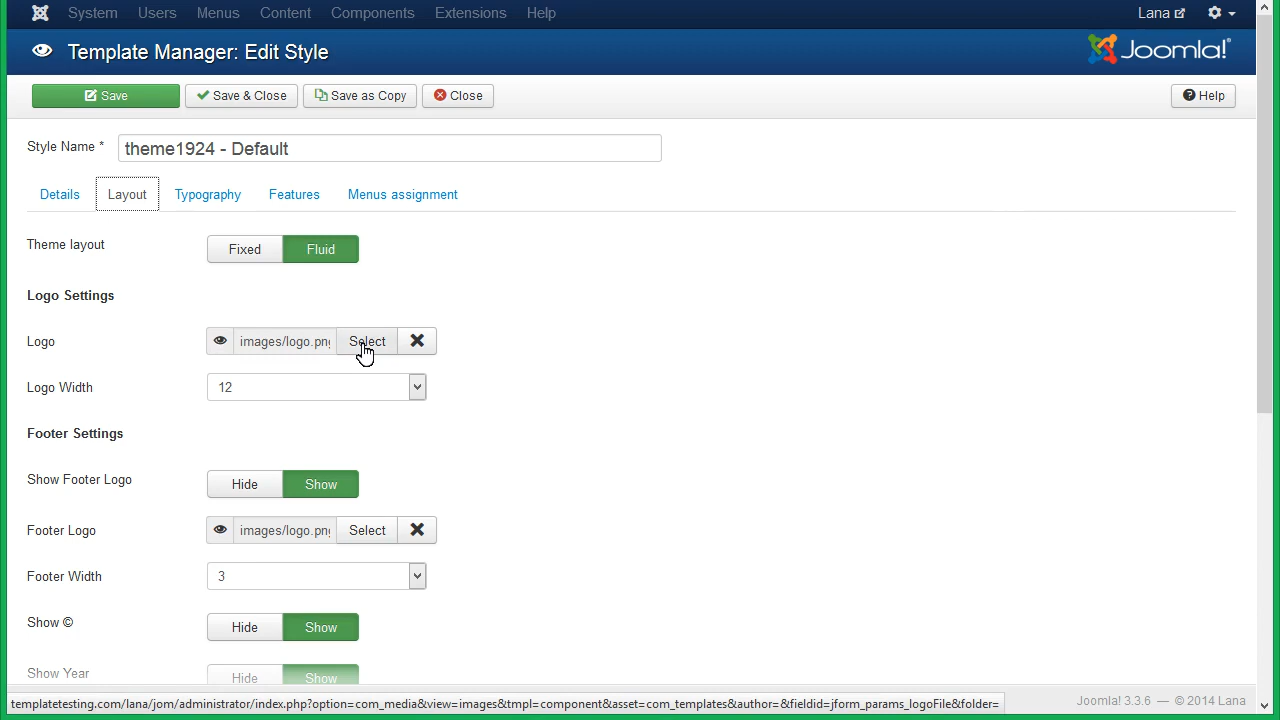 System Users Menus Content Components Extensions Help Lana
Template Manager: Edit Style Joomla!®
Save Save & Close Save as Copy Close Help
Style Name * theme1924 - Default
Details Layout Typography Features Menus assignment
Theme layout Fixed Fluid
Logo Settings
Logo images/logo.png Select
Logo Width 12
Footer Settings
Show Footer Logo Hide Show
Footer Logo images/logo.png Select
Footer Width 3
Show © Hide Show
Show Year Hide Show
templatetesting.com/lana/jom/administrator/index.php?option=com_media&view=images&tmpl=component&asset=com_templates&author=&fieldid=jform_params_logoFile&folder= Joomla! 3.3.6 — © 2014 Lana